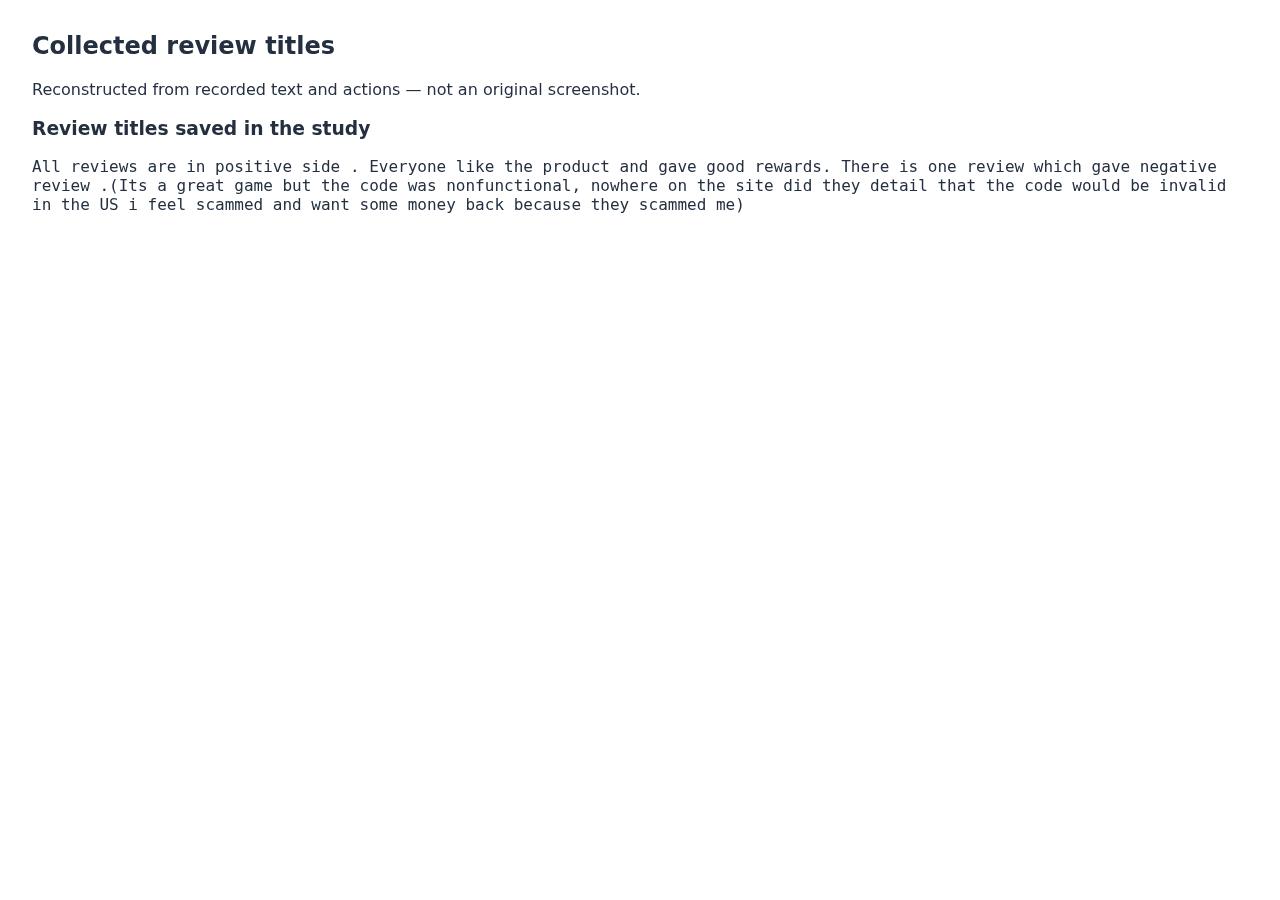 Collected review titles
Reconstructed from recorded text and actions — not an original screenshot.
Review titles saved in the study
All reviews are in positive side . Everyone like the product and gave good rewards. There is one review which gave negative
review .(Its a great game but the code was nonfunctional, nowhere on the site did they detail that the code would be invalid
in the US i feel scammed and want some money back because they scammed me)